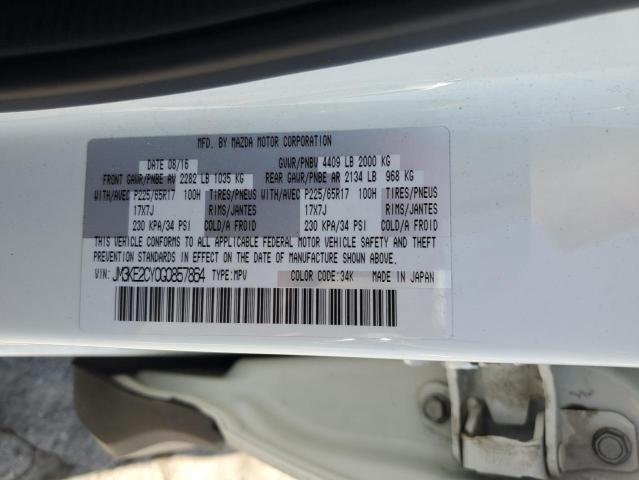 MFD. BY MAZDA MOTOR CORPORATION
DATE 08/16 GVWR/PNBV 4409 LB 2000 KG
FRONT GAWR/PNBE AV 2282 LB 1035 KG REAR GAWR/PNBE AR 2134 LB 968 KG
WITH/AVEC P225/65R17 100H TIRES/PNEUS WITH/AVEC P225/65R17 100H TIRES/PNEUS
17X7J RIMS/JANTES 17X7J RIMS/JANTES
230 KPA/34 PSI COLD/A FROID 230 KPA/34 PSI COLD/A FROID
THIS VEHICLE CONFORMS TO ALL APPLICABLE FEDERAL MOTOR VEHICLE SAFETY AND THEFT
PREVENTION STANDARDS IN EFFECT ON THE DATE OF MANUFACTURE SHOWN ABOVE.
VIN: JM3KE2CY0G0857864 TYPE: MPV COLOR CODE: 34K MADE IN JAPAN